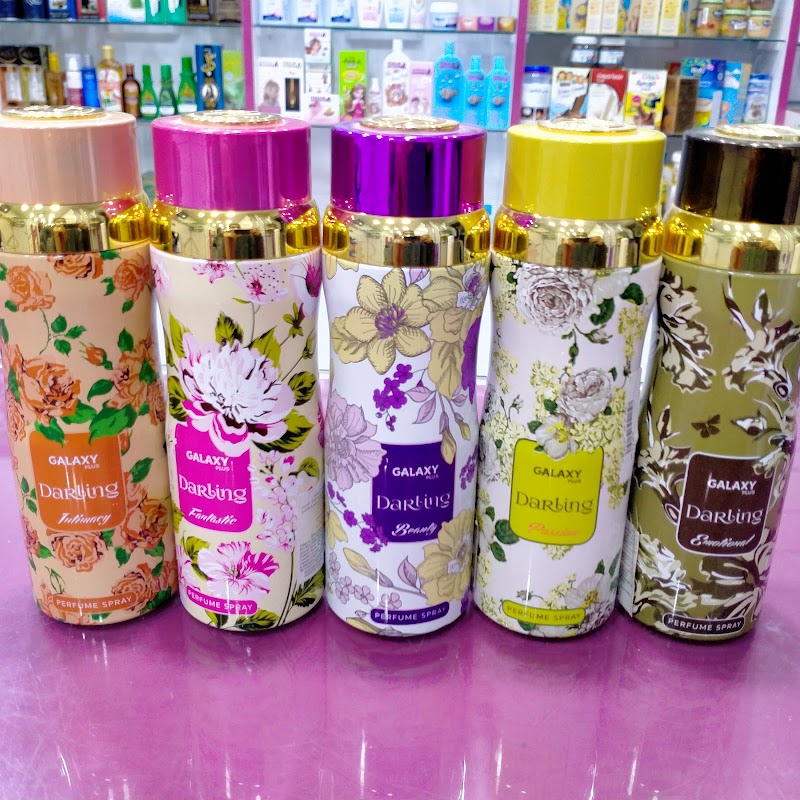 GALAXY
PLUS
Darling
Intimacy
PERFUME SPRAY
GALAXY
PLUS
Darling
Fantastic
PERFUME SPRAY
GALAXY
PLUS
Darling
Beauty
PERFUME SPRAY
GALAXY
PLUS
Darling
Passion
PERFUME SPRAY
GALAXY
PLUS
Darling
Emotional
PERFUME SPRAY